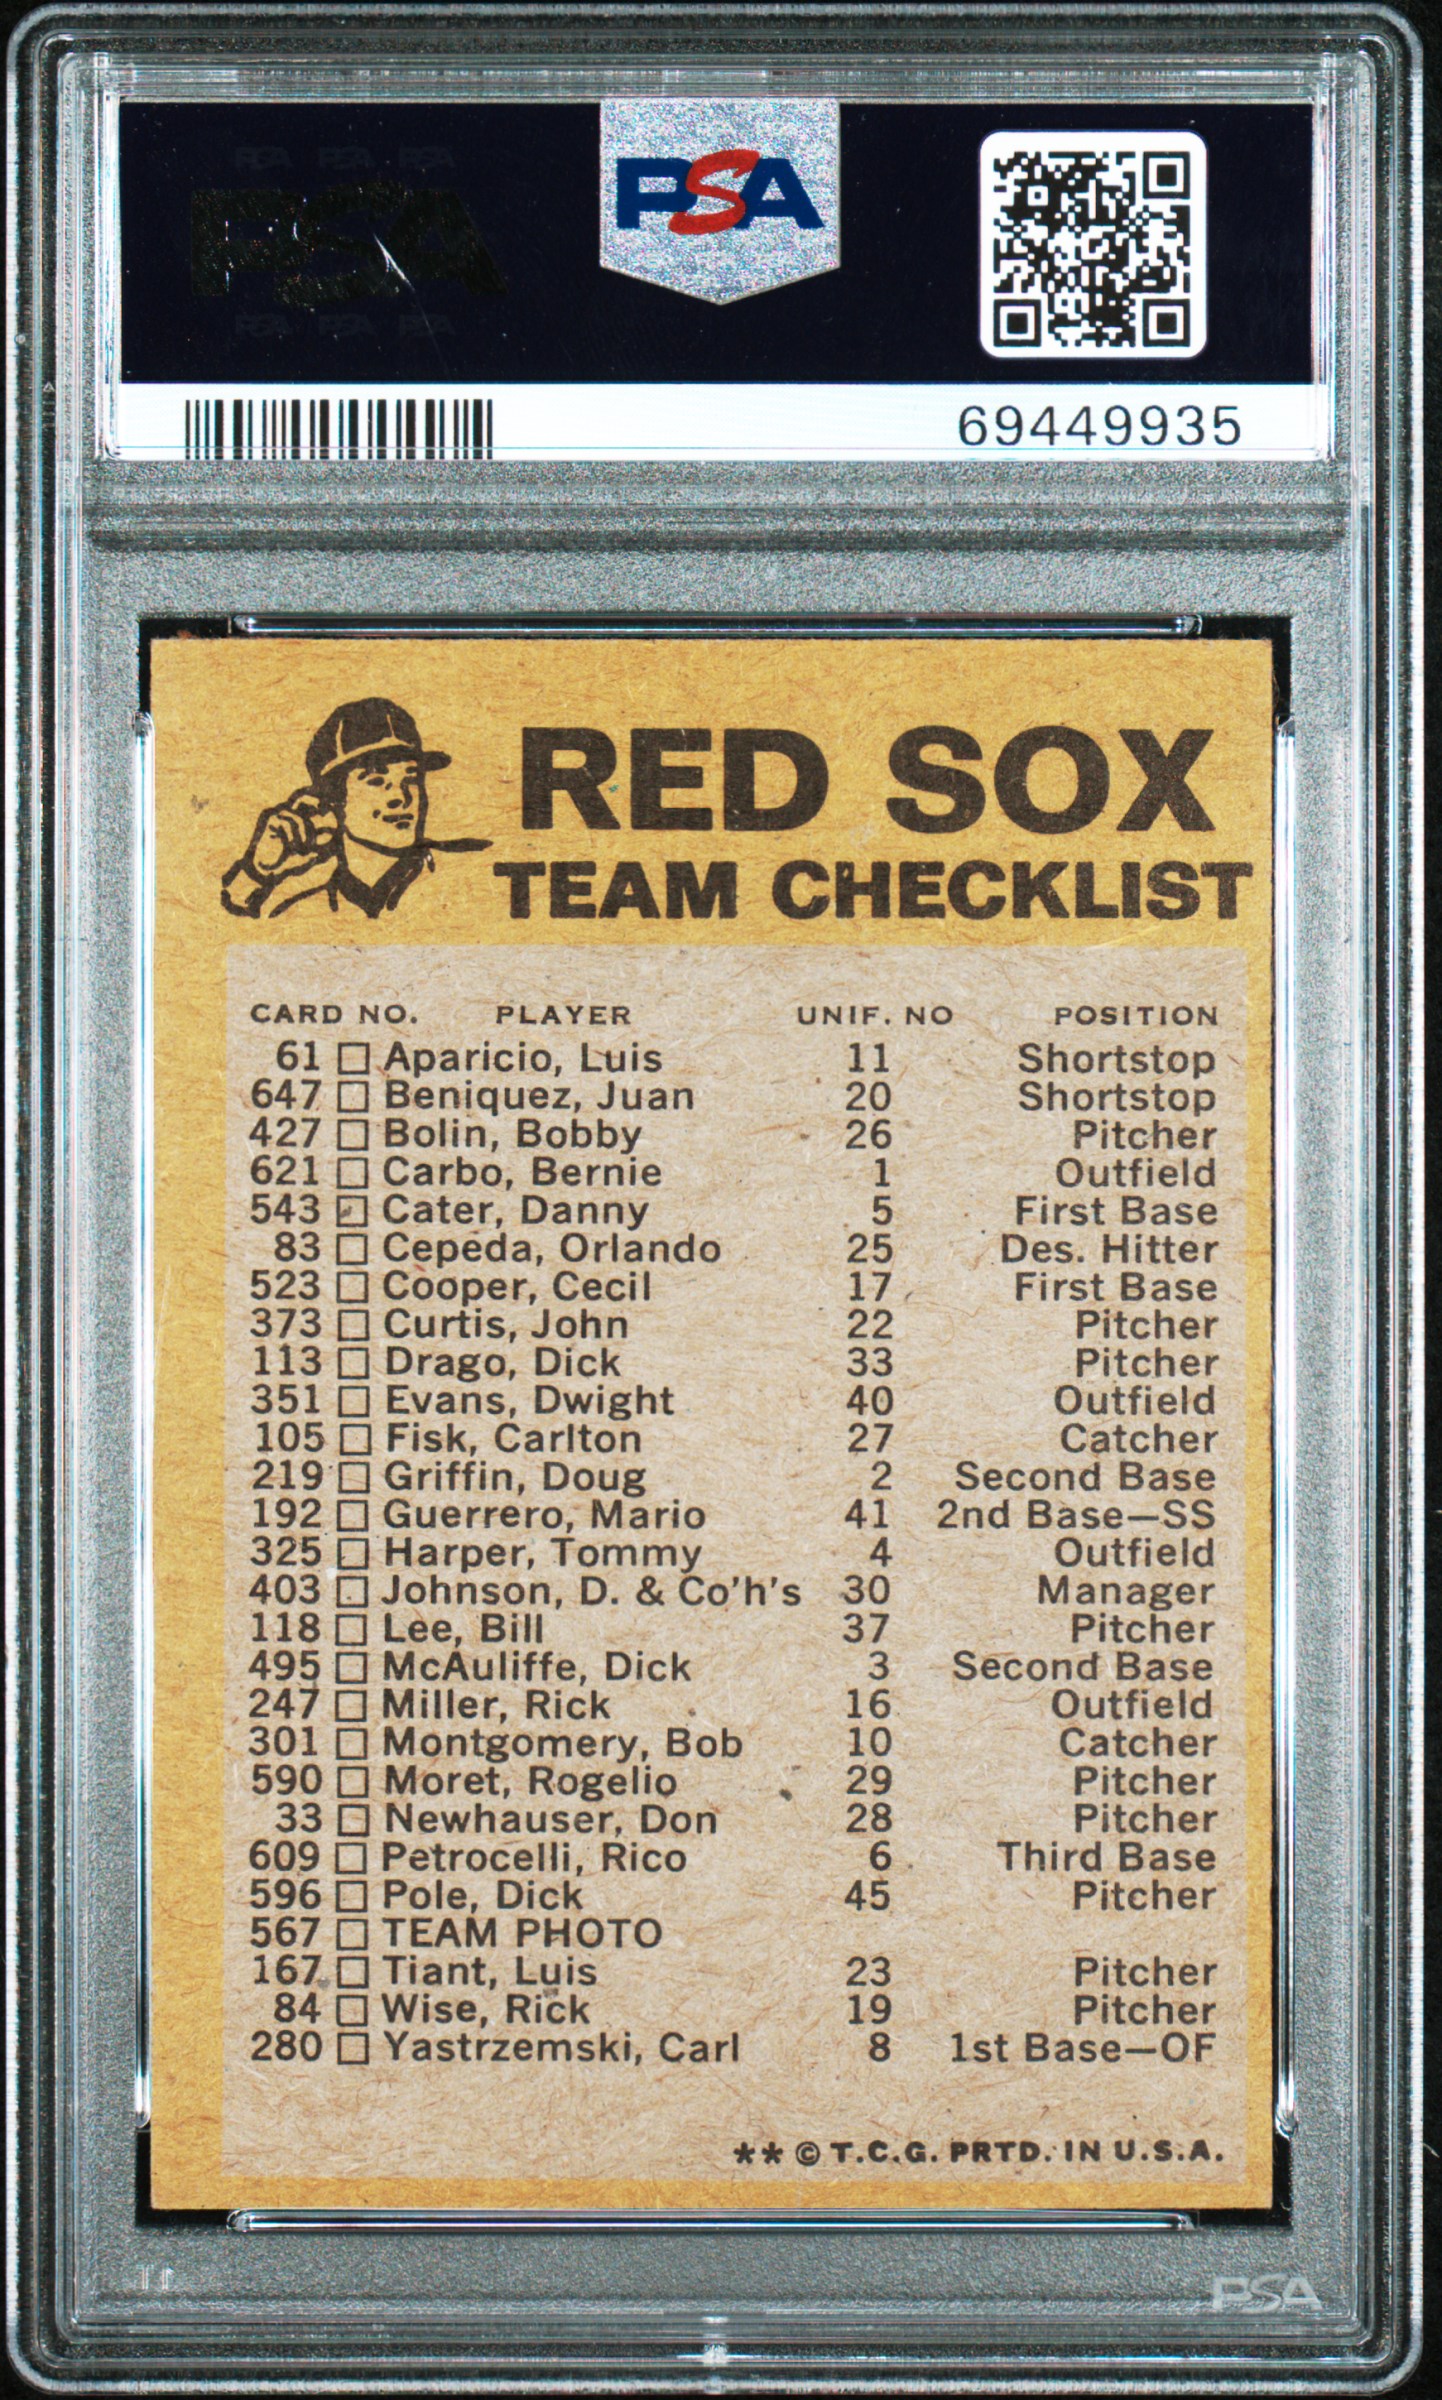 PSA PSA PSA
PSA
PSA PSA PSA
PSA
69449935
RED SOX
TEAM CHECKLIST
CARD NO. PLAYER UNIF. NO POSITION
61 Aparicio, Luis 11 Shortstop
647 Beniquez, Juan 20 Shortstop
427 Bolin, Bobby 26 Pitcher
621 Carbo, Bernie 1 Outfield
543 Cater, Danny 5 First Base
83 Cepeda, Orlando 25 Des. Hitter
523 Cooper, Cecil 17 First Base
373 Curtis, John 22 Pitcher
113 Drago, Dick 33 Pitcher
351 Evans, Dwight 40 Outfield
105 Fisk, Carlton 27 Catcher
219 Griffin, Doug 2 Second Base
192 Guerrero, Mario 41 2nd Base—SS
325 Harper, Tommy 4 Outfield
403 Johnson, D. & Co'h's 30 Manager
118 Lee, Bill 37 Pitcher
495 McAuliffe, Dick 3 Second Base
247 Miller, Rick 16 Outfield
301 Montgomery, Bob 10 Catcher
590 Moret, Rogelio 29 Pitcher
33 Newhauser, Don 28 Pitcher
609 Petrocelli, Rico 6 Third Base
596 Pole, Dick 45 Pitcher
567 TEAM PHOTO
167 Tiant, Luis 23 Pitcher
84 Wise, Rick 19 Pitcher
280 Yastrzemski, Carl 8 1st Base—OF
** © T.C.G. PRTD. IN U.S.A.
PSA